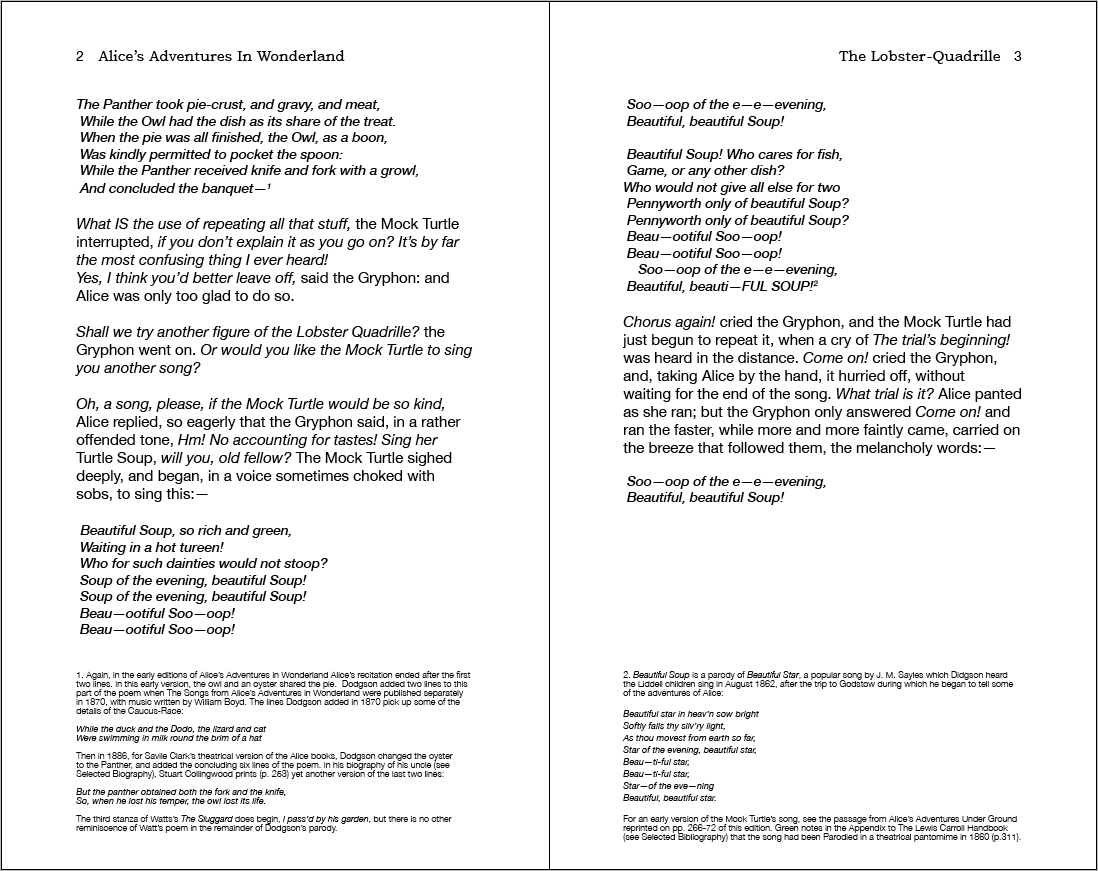 2 Alice’s Adventures In Wonderland
The Panther took pie-crust, and gravy, and meat,
While the Owl had the dish as its share of the treat.
When the pie was all finished, the Owl, as a boon,
Was kindly permitted to pocket the spoon:
While the Panther received knife and fork with a growl,
And concluded the banquet—¹
What IS the use of repeating all that stuff, the Mock Turtle
interrupted, if you don’t explain it as you go on? It’s by far
the most confusing thing I ever heard!
Yes, I think you’d better leave off, said the Gryphon: and
Alice was only too glad to do so.
Shall we try another figure of the Lobster Quadrille? the
Gryphon went on. Or would you like the Mock Turtle to sing
you another song?
Oh, a song, please, if the Mock Turtle would be so kind,
Alice replied, so eagerly that the Gryphon said, in a rather
offended tone, Hm! No accounting for tastes! Sing her
Turtle Soup, will you, old fellow? The Mock Turtle sighed
deeply, and began, in a voice sometimes choked with
sobs, to sing this:—
Beautiful Soup, so rich and green,
Waiting in a hot tureen!
Who for such dainties would not stoop?
Soup of the evening, beautiful Soup!
Soup of the evening, beautiful Soup!
Beau—ootiful Soo—oop!
Beau—ootiful Soo—oop!
1. Again, in the early editions of Alice’s Adventures in Wonderland Alice’s recitation ended after the first
two lines. In this early version, the owl and an oyster shared the pie. Dodgson added two lines to this
part of the poem when The Songs from Alice’s Adventures in Wonderland were published separately
in 1870, with music written by William Boyd. The lines Dodgson added in 1870 pick up some of the
details of the Caucus-Race:
While the duck and the Dodo, the lizard and cat
Were swimming in milk round the brim of a hat
Then in 1886, for Savile Clark’s theatrical version of the Alice books, Dodgson changed the oyster
to the Panther, and added the concluding six lines of the poem. In his biography of his uncle (see
Selected Biography), Stuart Collingwood prints (p. 263) yet another version of the last two lines:
But the panther obtained both the fork and the knife,
So, when he lost his temper, the owl lost its life.
The third stanza of Watts’s The Sluggard does begin, I pass’d by his garden, but there is no other
reminiscence of Watt’s poem in the remainder of Dodgson’s parody.
The Lobster-Quadrille 3
Soo—oop of the e—e—evening,
Beautiful, beautiful Soup!
Beautiful Soup! Who cares for fish,
Game, or any other dish?
Who would not give all else for two
Pennyworth only of beautiful Soup?
Pennyworth only of beautiful Soup?
Beau—ootiful Soo—oop!
Beau—ootiful Soo—oop!
Soo—oop of the e—e—evening,
Beautiful, beauti—FUL SOUP!²
Chorus again! cried the Gryphon, and the Mock Turtle had
just begun to repeat it, when a cry of The trial’s beginning!
was heard in the distance. Come on! cried the Gryphon,
and, taking Alice by the hand, it hurried off, without
waiting for the end of the song. What trial is it? Alice panted
as she ran; but the Gryphon only answered Come on! and
ran the faster, while more and more faintly came, carried on
the breeze that followed them, the melancholy words:—
Soo—oop of the e—e—evening,
Beautiful, beautiful Soup!
2. Beautiful Soup is a parody of Beautiful Star, a popular song by J. M. Sayles which Didgson heard
the Liddell children sing in August 1862, after the trip to Godstow during which he began to tell some
of the adventures of Alice:
Beautiful star in heav’n sow bright
Softly falls thy silv’ry light,
As thou movest from earth so far,
Star of the evening, beautiful star,
Beau—ti-ful star,
Beau—ti-ful star,
Star—of the eve—ning
Beautiful, beautiful star.
For an early version of the Mock Turtle’s song, see the passage from Alice’s Adventures Under Ground
reprinted on pp. 266-72 of this edition. Green notes in the Appendix to The Lewis Carroll Handbook
(see Selected Bibliography) that the song had been Parodied in a theatrical pantomime in 1860 (p.311).